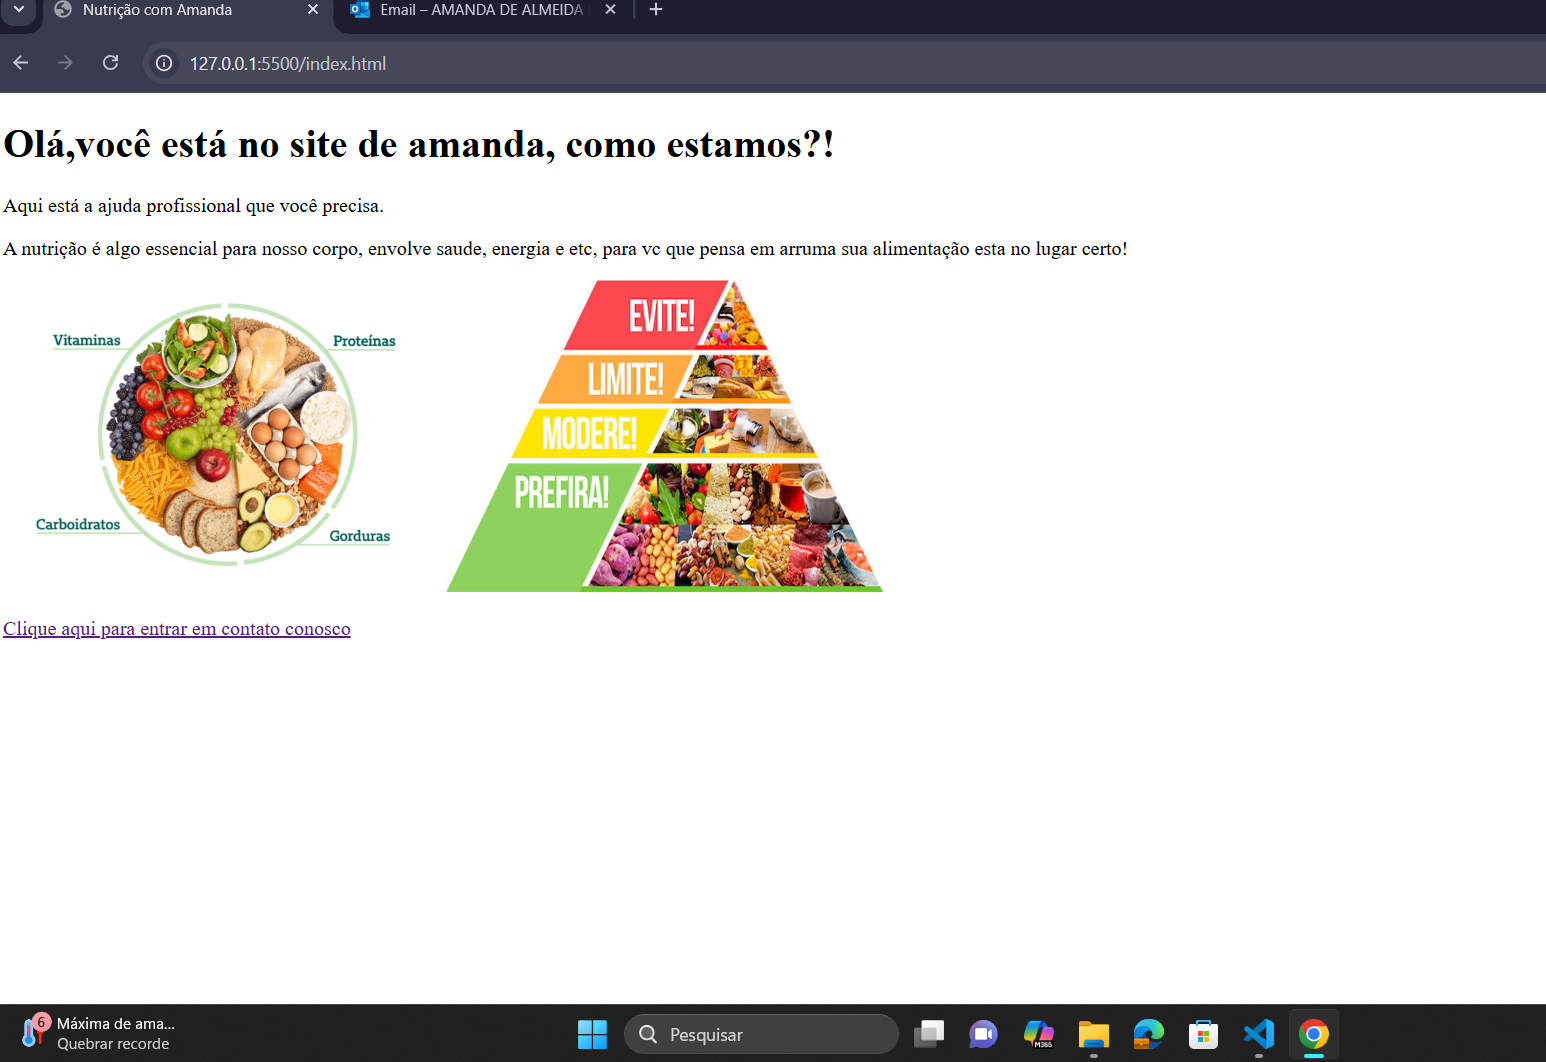 Nutrição com Amanda
Email – AMANDA DE ALMEIDA
127.0.0.1:5500/index.html
Olá,você está no site de amanda, como estamos?!
Aqui está a ajuda profissional que você precisa.
A nutrição é algo essencial para nosso corpo, envolve saude, energia e etc, para vc que pensa em arruma sua alimentação esta no lugar certo!
Vitaminas
Proteínas
Carboidratos
Gorduras
EVITE!
LIMITE!
MODERE!
PREFIRA!
Clique aqui para entrar em contato conosco
6
Máxima de ama...
Quebrar recorde
Pesquisar
M365